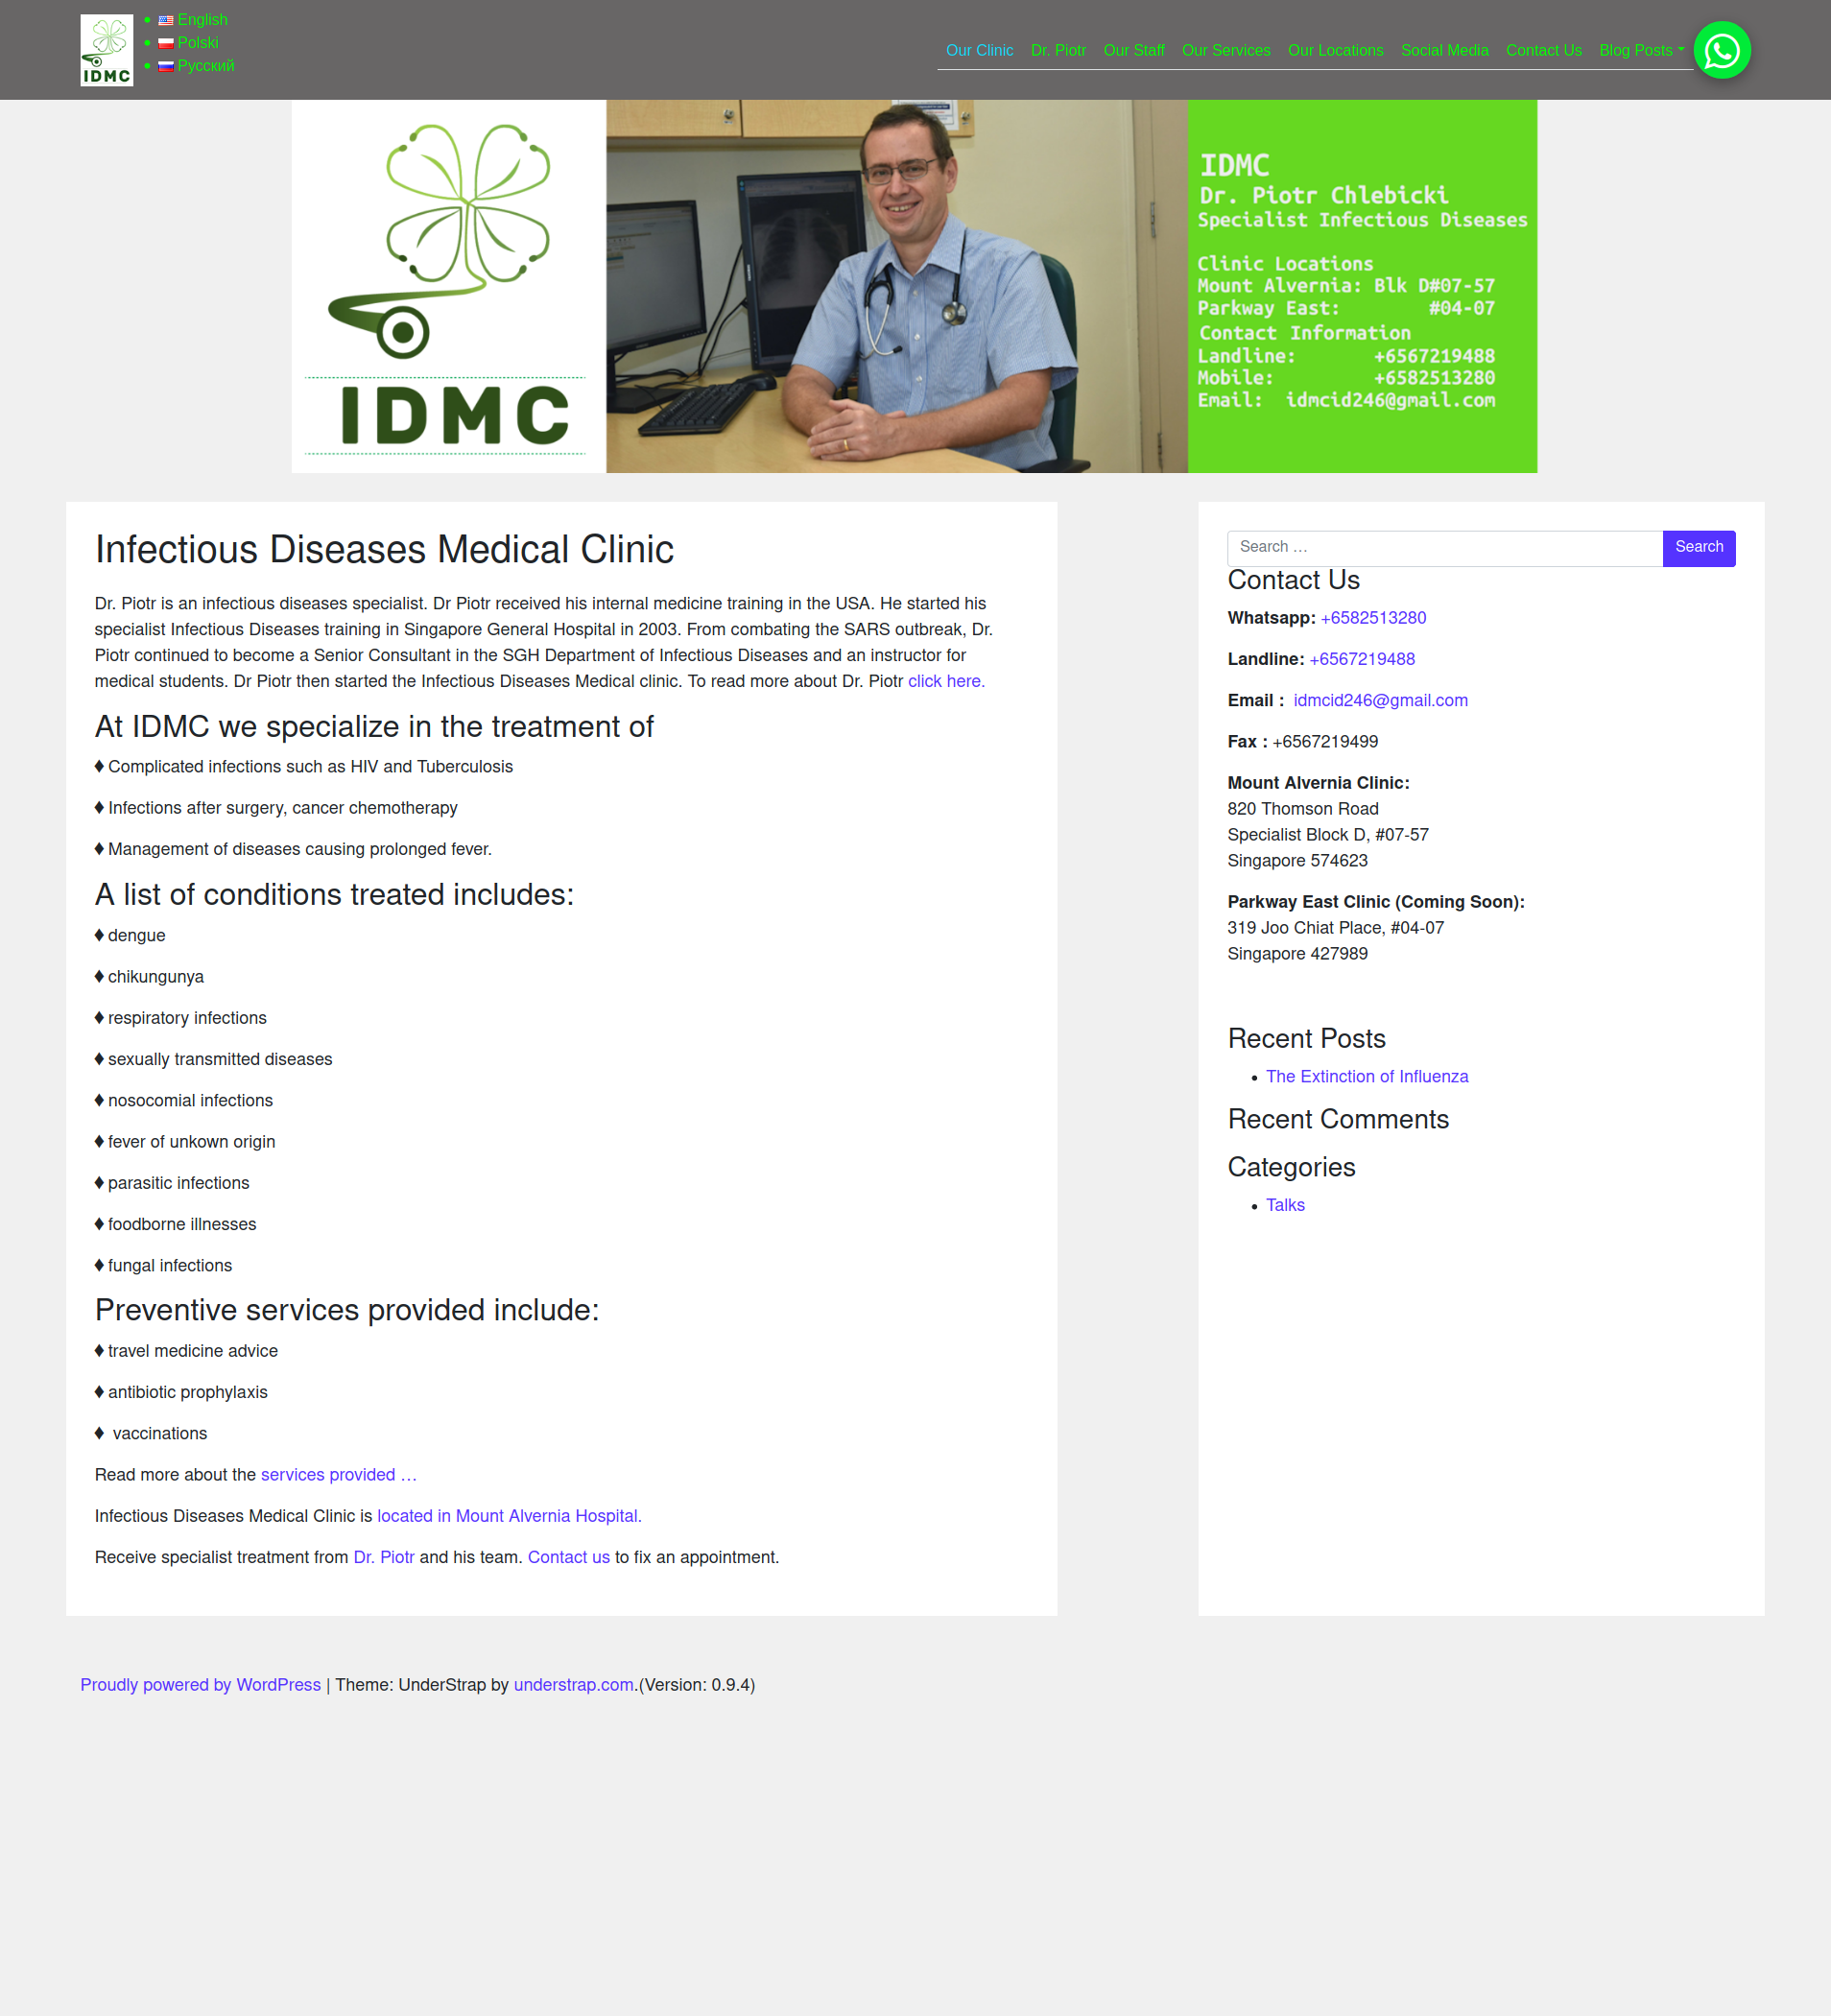 IDMC
English
Polski
Русский
Our Clinic Dr. Piotr Our Staff Our Services Our Locations Social Media Contact Us Blog Posts
IDMC
IDMC
Dr. Piotr Chlebicki
Specialist Infectious Diseases
Clinic Locations
Mount Alvernia: Blk D#07-57
Parkway East: #04-07
Contact Information
Landline: +6567219488
Mobile: +6582513280
Email: idmcid246@gmail.com
Infectious Diseases Medical Clinic
Dr. Piotr is an infectious diseases specialist. Dr Piotr received his internal medicine training in the USA. He started his
specialist Infectious Diseases training in Singapore General Hospital in 2003. From combating the SARS outbreak, Dr.
Piotr continued to become a Senior Consultant in the SGH Department of Infectious Diseases and an instructor for
medical students. Dr Piotr then started the Infectious Diseases Medical clinic. To read more about Dr. Piotr click here.
At IDMC we specialize in the treatment of
♦ Complicated infections such as HIV and Tuberculosis
♦ Infections after surgery, cancer chemotherapy
♦ Management of diseases causing prolonged fever.
A list of conditions treated includes:
♦ dengue
♦ chikungunya
♦ respiratory infections
♦ sexually transmitted diseases
♦ nosocomial infections
♦ fever of unkown origin
♦ parasitic infections
♦ foodborne illnesses
♦ fungal infections
Preventive services provided include:
♦ travel medicine advice
♦ antibiotic prophylaxis
♦ vaccinations
Read more about the services provided …
Infectious Diseases Medical Clinic is located in Mount Alvernia Hospital.
Receive specialist treatment from Dr. Piotr and his team. Contact us to fix an appointment.
Search … Search
Contact Us
Whatsapp: +6582513280
Landline: +6567219488
Email : idmcid246@gmail.com
Fax : +6567219499
Mount Alvernia Clinic:
820 Thomson Road
Specialist Block D, #07-57
Singapore 574623
Parkway East Clinic (Coming Soon):
319 Joo Chiat Place, #04-07
Singapore 427989
Recent Posts
The Extinction of Influenza
Recent Comments
Categories
Talks
Proudly powered by WordPress | Theme: UnderStrap by understrap.com.(Version: 0.9.4)